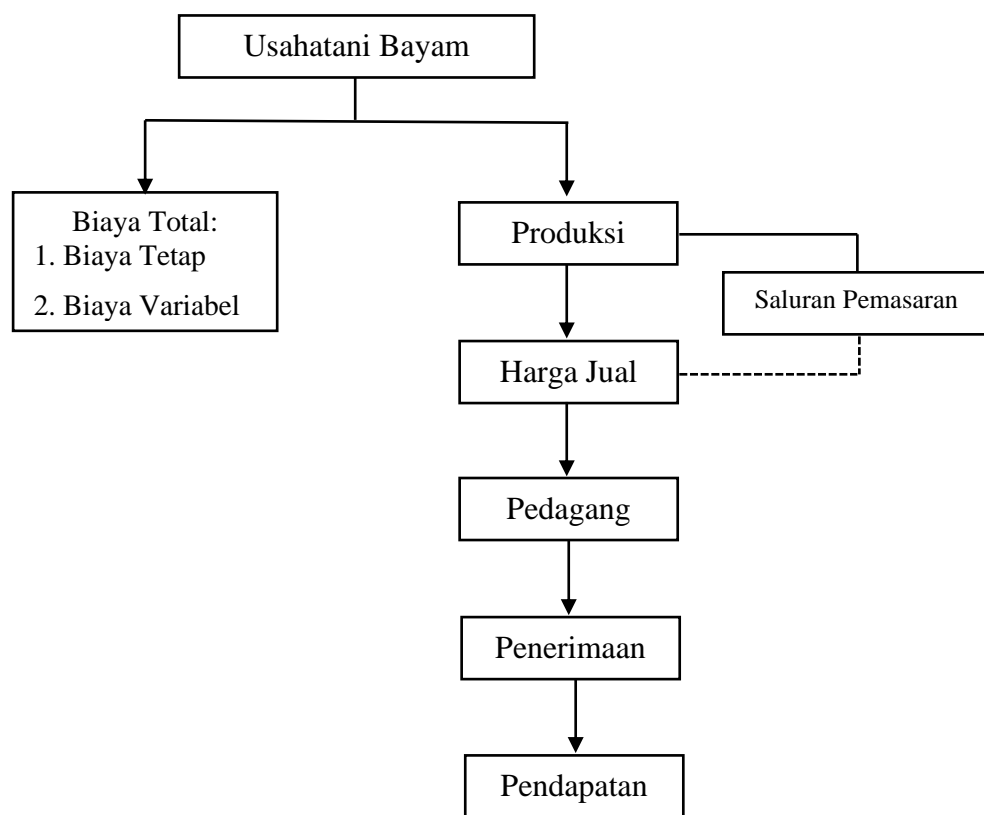 Usahatani Bayam
Biaya Total:
1. Biaya Tetap
2. Biaya Variabel
Produksi
Saluran Pemasaran
Harga Jual
Pedagang
Penerimaan
Pendapatan